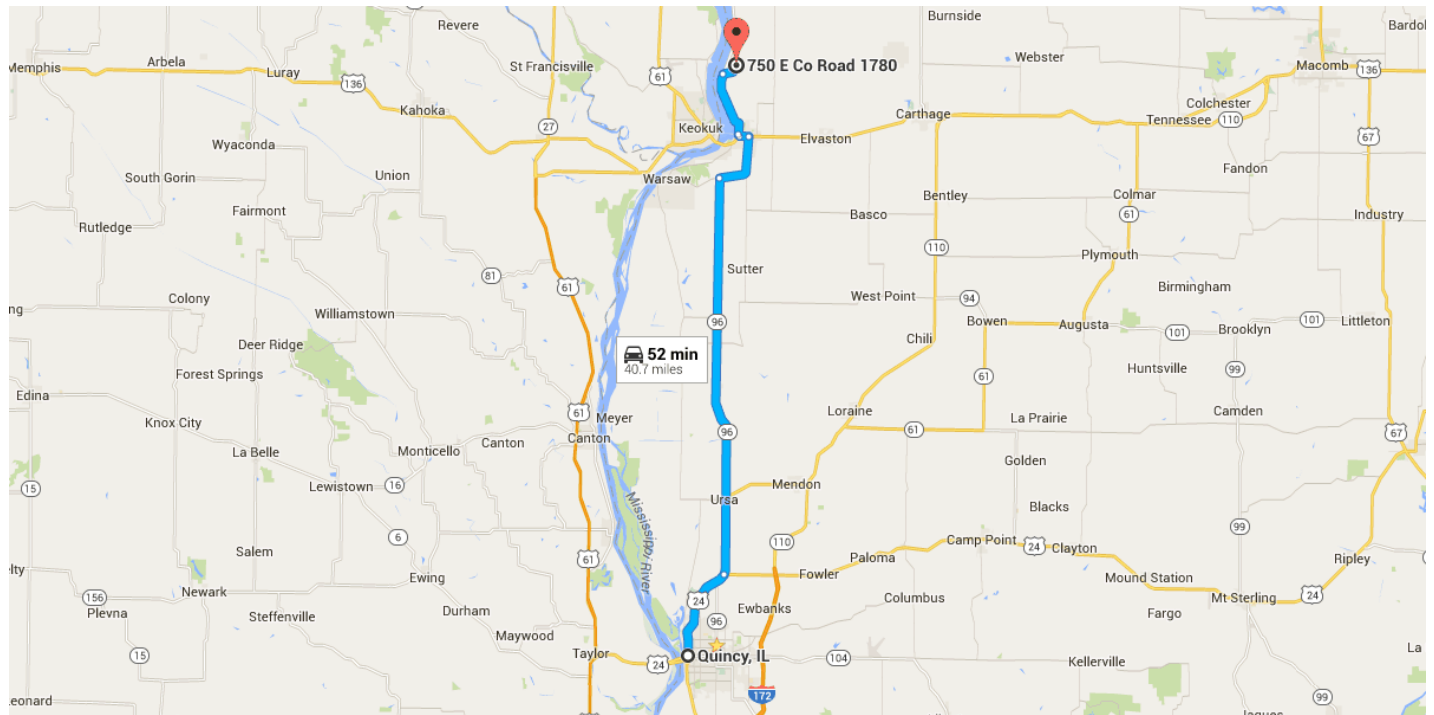 Revere
Burnside
Bardol
Memphis
Arbela
Luray
136
St Francisville
61
750 E Co Road 1780
Webster
Macomb
136
Kahoka
27
Keokuk
Elvaston
Carthage
Colchester
Tennessee
110
67
Wyaconda
Fandon
South Gorin
Union
Warsaw
Bentley
Colmar
Fairmont
Basco
61
Industry
Rutledge
110
Plymouth
81
Sutter
61
Birmingham
Colony
West Point
94
ng
Williamstown
96
Bowen
Augusta
101
Brooklyn
101
Littleton
Deer Ridge
Chili
52 min
40.7 miles
Forest Springs
61
Huntsville
99
Edina
Knox City
61
Meyer
Loraine
La Prairie
Camden
Canton
Canton
96
61
67
La Belle
Monticello
Golden
15
Lewistown
16
Mendon
Ursa
Blacks
Mississippi River
99
6
110
Camp Point
24
Clayton
Salem
61
Paloma
Ripley
elty
Ewing
Fowler
Mound Station
156
Newark
24
Columbus
Mt Sterling
24
Plevna
Steffenville
Durham
Ewbanks
96
Fargo
Maywood
15
Taylor
24
Quincy, IL
104
Kellerville
La
172
99
eonard
Jaques